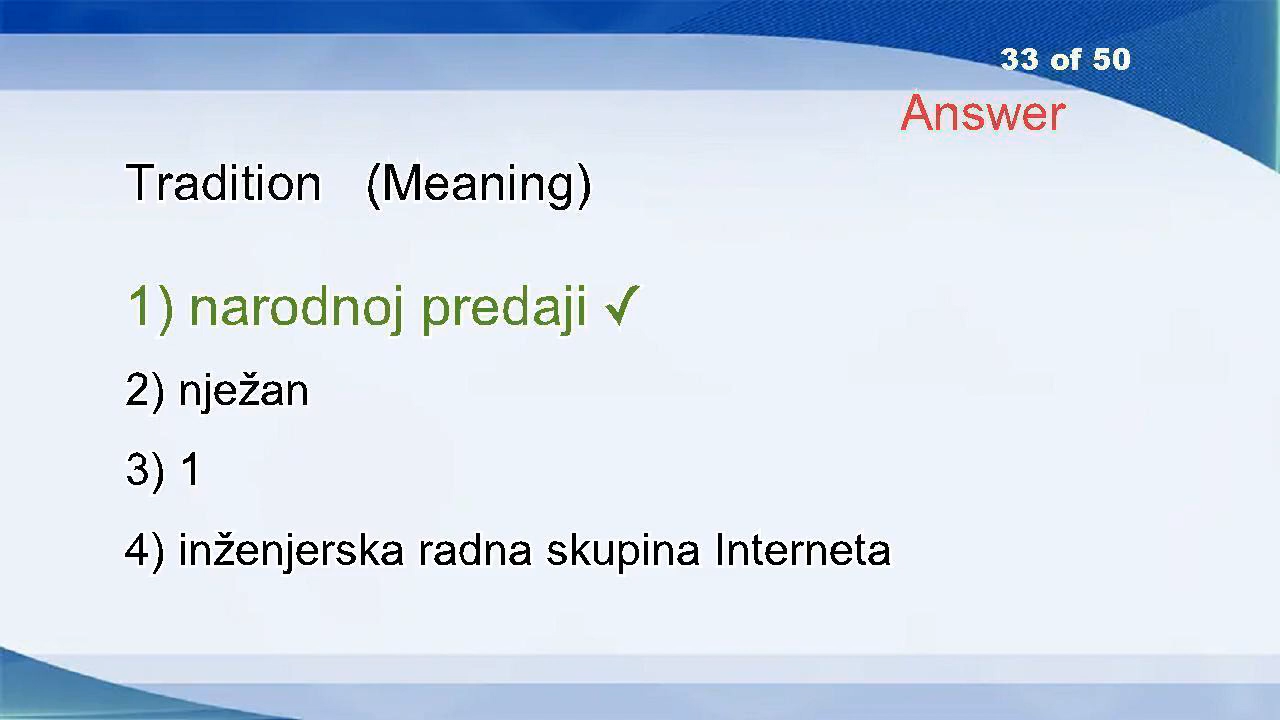 33 of 50
Answer
Tradition (Meaning)
1) narodnoj predaji ✓
2) nježan
3) 1
4) inženjerska radna skupina Interneta